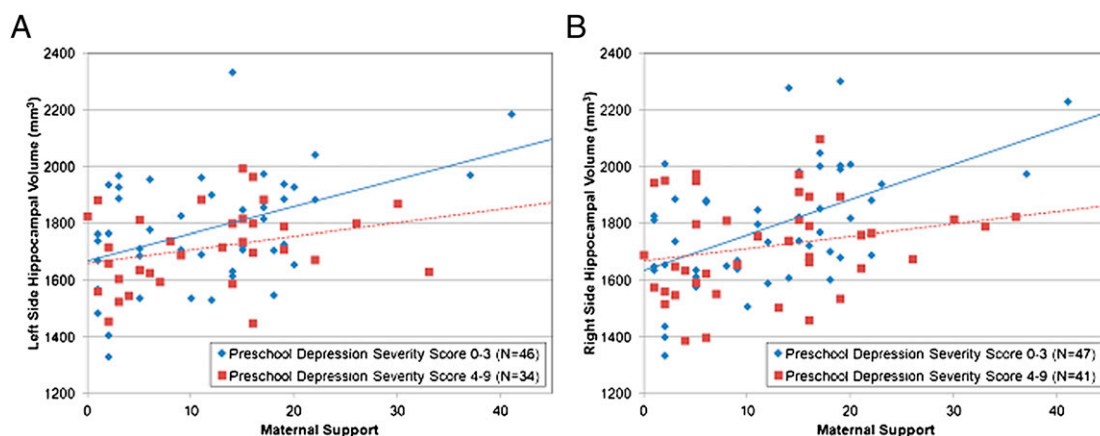 A
Left Side Hippocampal Volume (mm³)
2400
2200
2000
1800
1600
1400
1200
0
10
20
30
40
Maternal Support
Preschool Depression Severity Score 0-3 (N=46)
Preschool Depression Severity Score 4-9 (N=34)
B
Right Side Hippocampal Volume (mm³)
2400
2200
2000
1800
1600
1400
1200
0
10
20
30
40
Maternal Support
Preschool Depression Severity Score 0-3 (N=47)
Preschool Depression Severity Score 4-9 (N=41)